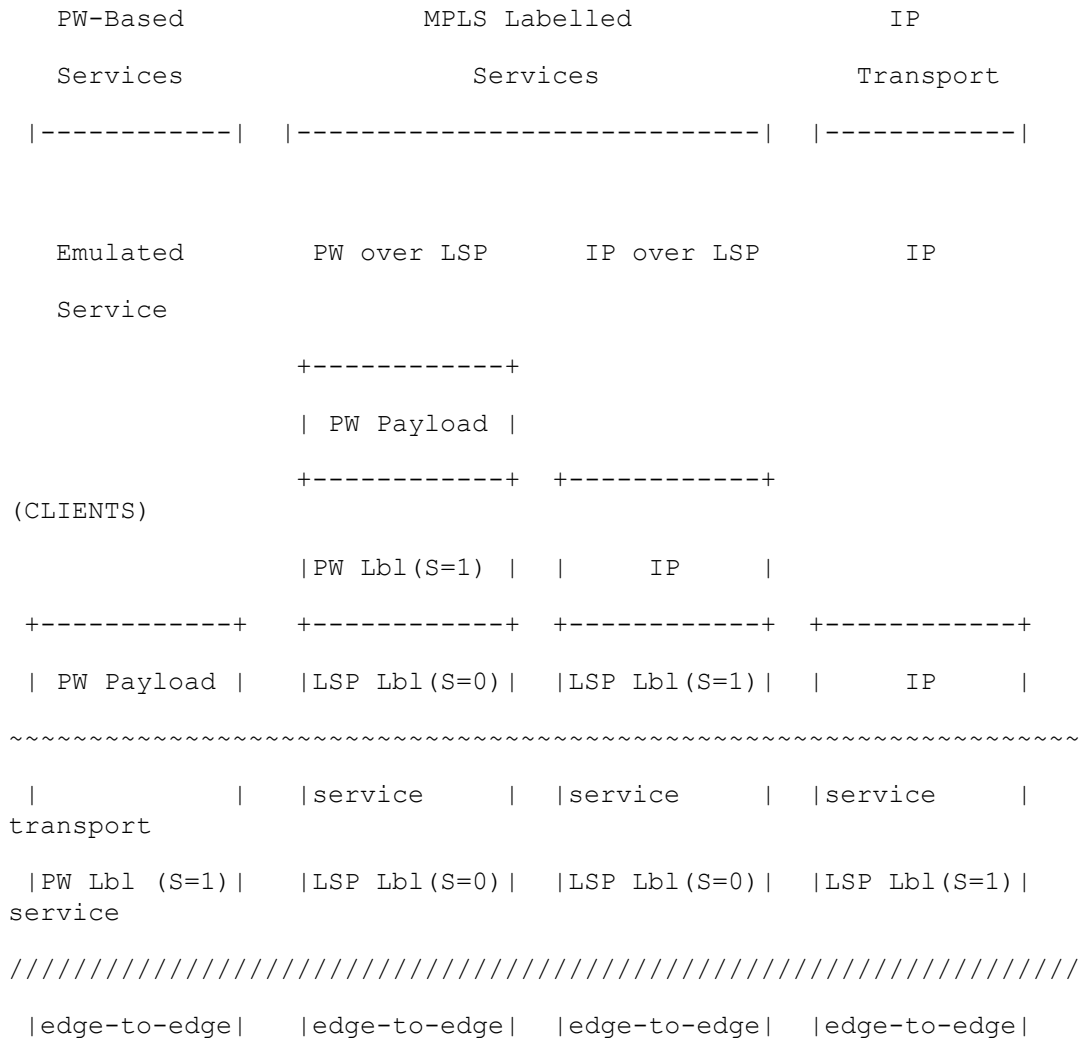 PW-Based               MPLS Labelled                IP
   Services                  Services                Transport
 |------------|  |-----------------------------|  |------------|
   Emulated        PW over LSP      IP over LSP         IP
   Service
                  +------------+
                  | PW Payload |
                  +------------+  +------------+
(CLIENTS)
                  |PW Lbl(S=1) |  |     IP     |
 +------------+   +------------+  +------------+  +------------+
 | PW Payload |   |LSP Lbl(S=0)|  |LSP Lbl(S=1)|  |     IP     |
~~~~~~~~~~~~~~~~~~~~~~~~~~~~~~~~~~~~~~~~~~~~~~~~~~~~~~~~~~~~~~~~~~~
 |            |   |service     |  |service     |  |service     |
transport
 |PW Lbl (S=1)|   |LSP Lbl(S=0)|  |LSP Lbl(S=0)|  |LSP Lbl(S=1)|
service
///////////////////////////////////////////////////////////////////
 |edge-to-edge|   |edge-to-edge|  |edge-to-edge|  |edge-to-edge|